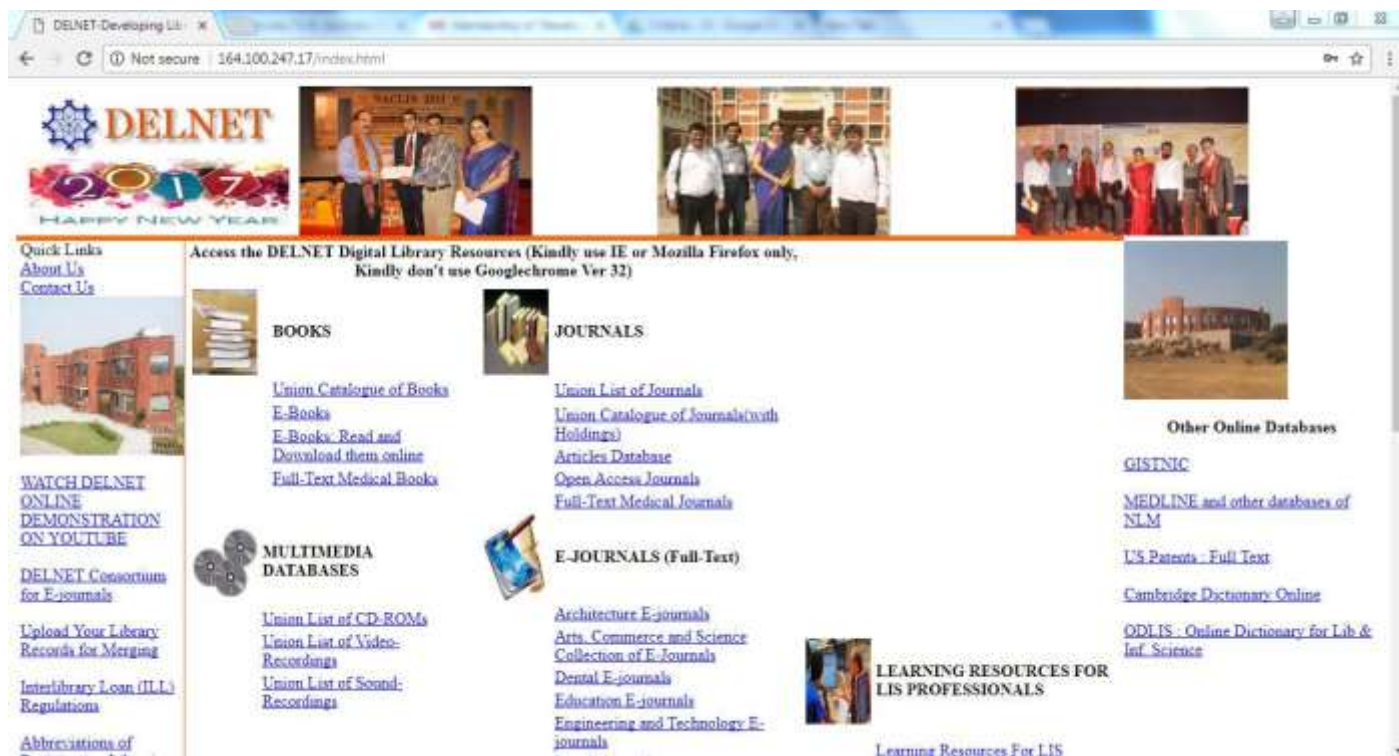 DELNET-Developing Lib
Not secure
164.100.247.17/index.html
DELNET
2017
HAPPY NEW YEAR
NACLIN 201
Quick Links
About Us
Contact Us
WATCH DELNET
ONLINE
DEMONSTRATION
ON YOUTUBE
DELNET Consortium
for E-journals
Upload Your Library
Records for Merging
Interlibrary Loan (ILL)
Regulations
Abbreviations of
Access the DELNET Digital Library Resources (Kindly use IE or Mozilla Firefox only,
Kindly don't use Googlechrome Ver 32)
BOOKS
Union Catalogue of Books
E-Books
E-Books: Read and
Download them online
Full-Text Medical Books
JOURNALS
Union List of Journals
Union Catalogue of Journals(with
Holdings)
Articles Database
Open Access Journals
Full-Text Medical Journals
MULTIMEDIA
DATABASES
Union List of CD-ROMs
Union List of Video-
Recordings
Union List of Sound-
Recordings
E-JOURNALS (Full-Text)
Architecture E-journals
Arts, Commerce and Science
Collection of E-Journals
Dental E-journals
Education E-journals
Engineering and Technology E-
journals
LEARNING RESOURCES FOR
LIS PROFESSIONALS
Learning Resources For LIS
Other Online Databases
GISTNIC
MEDLINE and other databases of
NLM
US Patents : Full Text
Cambridge Dictionary Online
ODLIS : Online Dictionary for Lib &
Inf. Science